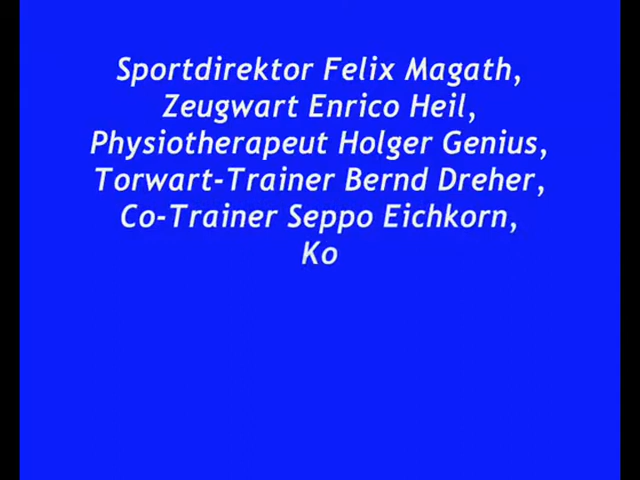 Sportdirektor Felix Magath,
Zeugwart Enrico Heil,
Physiotherapeut Holger Genius,
Torwart-Trainer Bernd Dreher,
Co-Trainer Seppo Eichkorn,
Ko